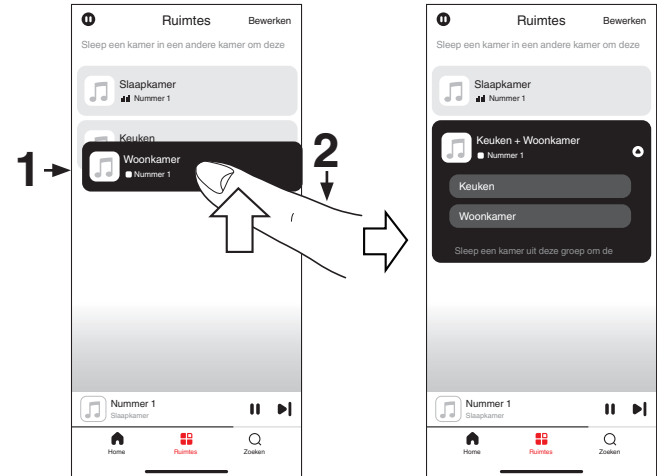 Ruimtes Bewerken
Sleep een kamer in een andere kamer om deze
Slaapkamer
Nummer 1
Keuken
Woonkamer
Nummer 1
1
2
Nummer 1
Slaapkamer
Home Ruimtes Zoeken
Ruimtes Bewerken
Sleep een kamer in een andere kamer om deze
Slaapkamer
Nummer 1
Keuken + Woonkamer
Nummer 1
Keuken
Woonkamer
Sleep een kamer uit deze groep om de
Nummer 1
Slaapkamer
Home Ruimtes Zoeken